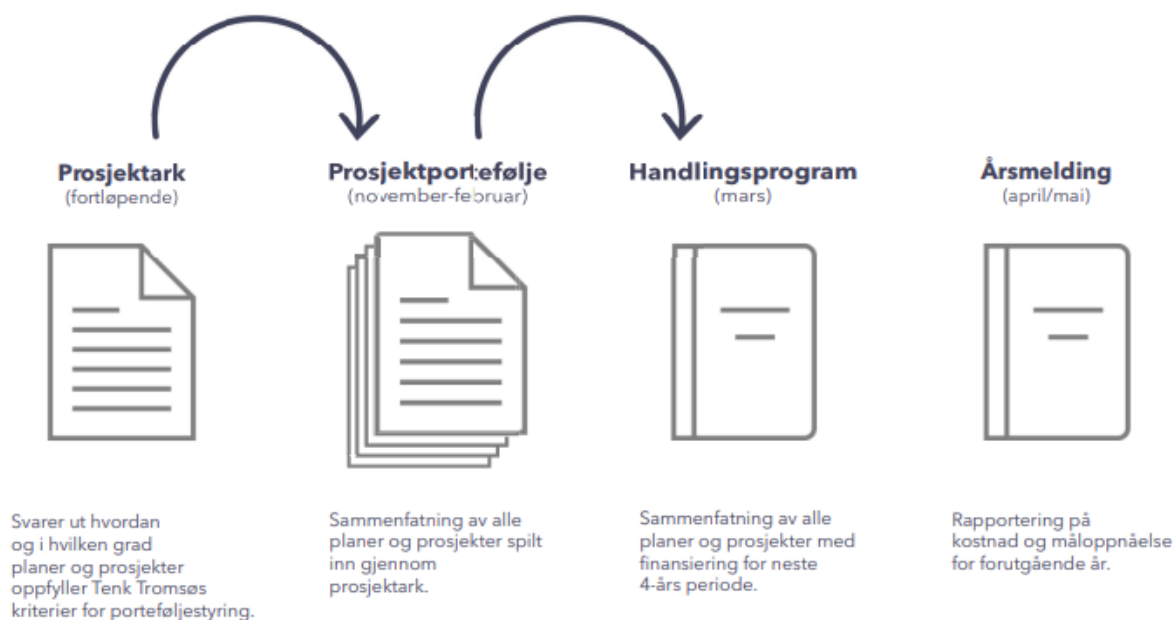 Prosjektark
(fortløpende)
Svarer ut hvordan
og i hvilken grad
planer og prosjekter
oppfyller Tenk Tromsøs
kriterier for porteføljestyring.
Prosjektportefølje
(november-februar)
Sammenfatning av alle
planer og prosjekter spilt
inn gjennom
prosjektark.
Handlingsprogram
(mars)
Sammenfatning av alle
planer og prosjekter med
finansiering for neste
4-års periode.
Årsmelding
(april/mai)
Rapportering på
kostnad og måloppnåelse
for forutgående år.